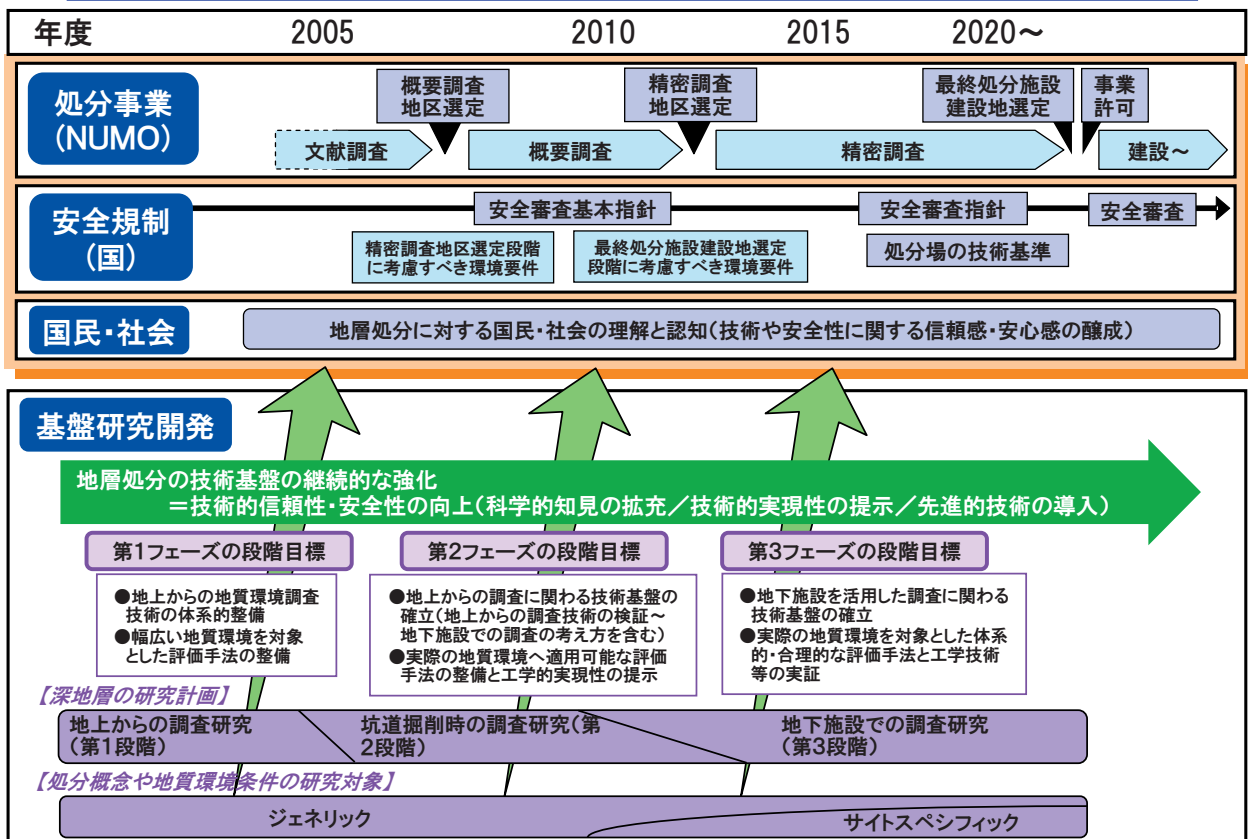 年度 2005 2010 2015 2020～
処分事業
(NUMO)
概要調査
地区選定
精密調査
地区選定
最終処分施設
建設地選定
事業
許可
文献調査
概要調査
精密調査
建設～
安全規制
(国)
安全審査基本指針
安全審査指針
安全審査
精密調査地区選定段階
に考慮すべき環境要件
最終処分施設建設地選定
段階に考慮すべき環境要件
処分場の技術基準
国民・社会
地層処分に対する国民・社会の理解と認知(技術や安全性に関する信頼感・安心感の醸成)
基盤研究開発
地層処分の技術基盤の継続的な強化
＝技術的信頼性・安全性の向上(科学的知見の拡充／技術的実現性の提示／先進的技術の導入)
第1フェーズの段階目標
●地上からの地質環境調査
技術の体系的整備
●幅広い地質環境を対象
とした評価手法の整備
第2フェーズの段階目標
●地上からの調査に関わる技術基盤の
確立(地上からの調査技術の検証～
地下施設での調査の考え方を含む)
●実際の地質環境へ適用可能な評価
手法の整備と工学的実現性の提示
第3フェーズの段階目標
●地下施設を活用した調査に関わる
技術基盤の確立
●実際の地質環境を対象とした体系
的・合理的な評価手法と工学技術
等の実証
【深地層の研究計画】
地上からの調査研究
(第1段階)
坑道掘削時の調査研究(第
2段階)
地下施設での調査研究
(第3段階)
【処分概念や地質環境条件の研究対象】
ジェネリック
サイトスペシフィック